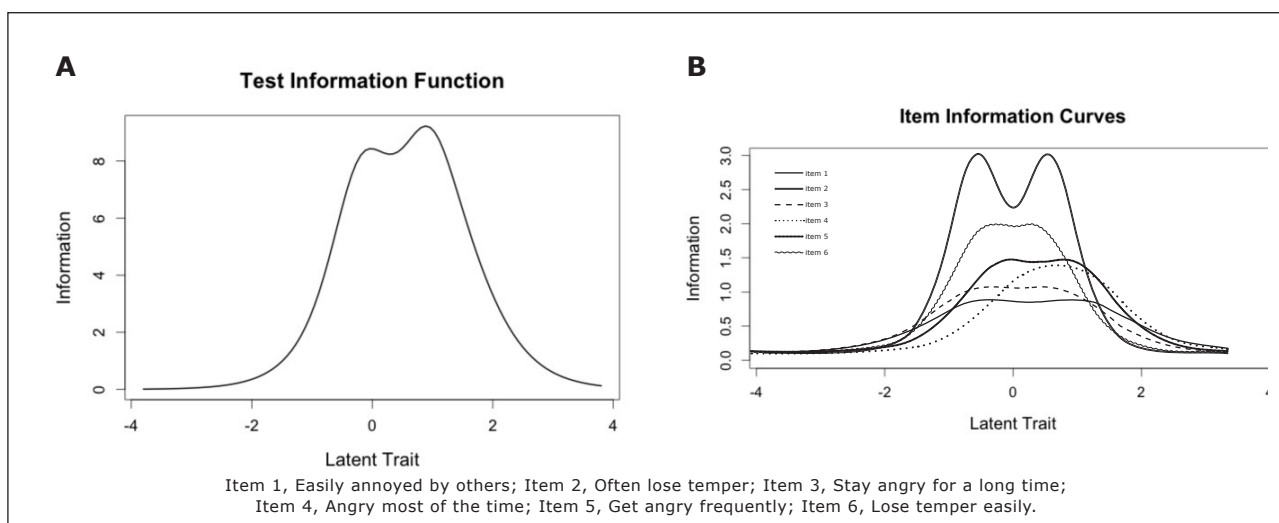 A
Test Information Function
Information
0
2
4
6
8
-4
-2
0
2
4
Latent Trait
B
Item Information Curves
Information
0.0
0.5
1.0
1.5
2.0
2.5
3.0
item 1
item 2
item 3
item 4
item 5
item 6
-4
-2
0
2
4
Latent Trait
Item 1, Easily annoyed by others; Item 2, Often lose temper; Item 3, Stay angry for a long time;
Item 4, Angry most of the time; Item 5, Get angry frequently; Item 6, Lose temper easily.